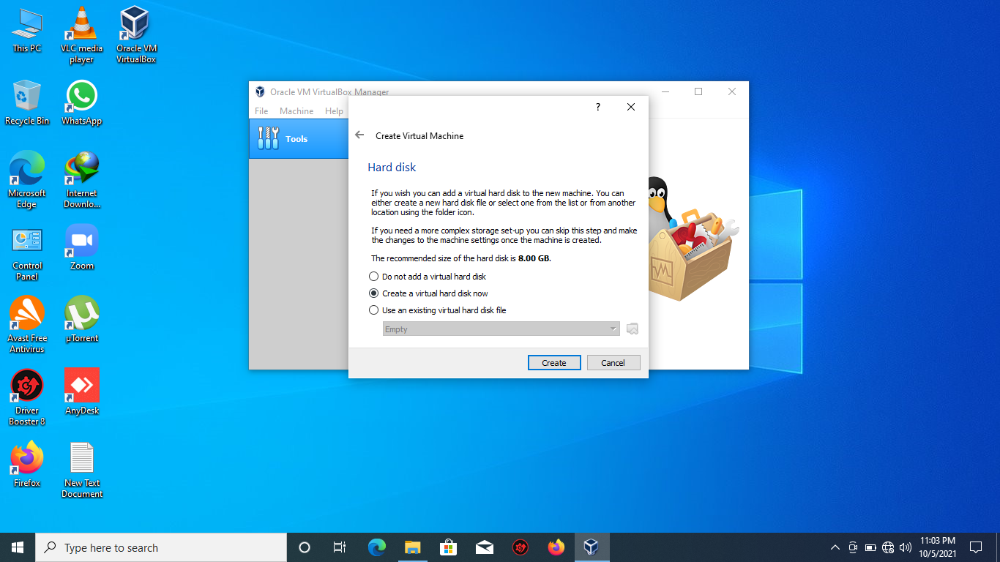 This PC
VLC media
player
Oracle VM
VirtualBox
Recycle Bin
WhatsApp
Microsoft
Edge
Internet
Downlo...
Control
Panel
Zoom
Avast Free
Antivirus
µTorrent
Driver
Booster 8
AnyDesk
Firefox
New Text
Document
Oracle VM VirtualBox Manager
File Machine Help
Tools
?
Create Virtual Machine
Hard disk
If you wish you can add a virtual hard disk to the new machine. You can
either create a new hard disk file or select one from the list or from another
location using the folder icon.
If you need a more complex storage set-up you can skip this step and make
the changes to the machine settings once the machine is created.
The recommended size of the hard disk is 8.00 GB.
Do not add a virtual hard disk
Create a virtual hard disk now
Use an existing virtual hard disk file
Empty
Create Cancel
Type here to search
11:03 PM
10/5/2021